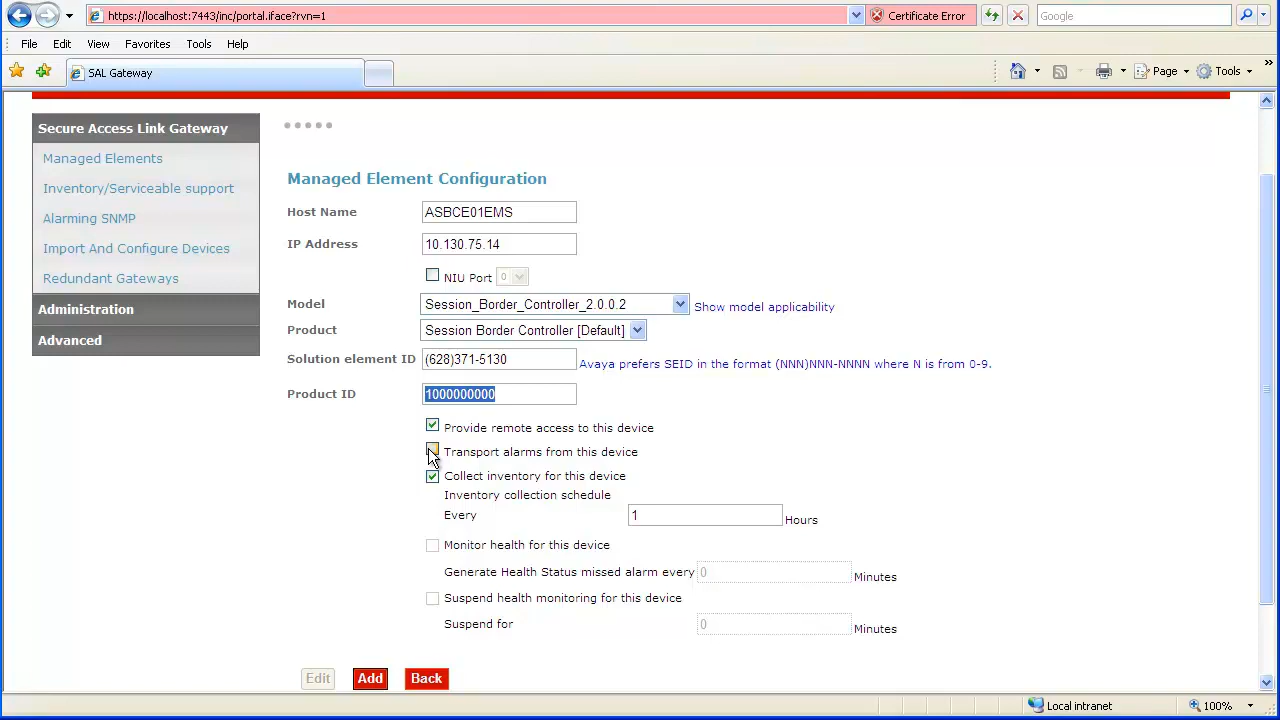 https://localhost:7443/inc/portal.iface?rvn=1
Certificate Error
Google
File Edit View Favorites Tools Help
SAL Gateway
Page Tools
Secure Access Link Gateway
Managed Elements
Inventory/Serviceable support
Alarming SNMP
Import And Configure Devices
Redundant Gateways
Administration
Advanced
Managed Element Configuration
Host Name ASBCE01EMS
IP Address 10.130.75.14
NIU Port 0
Model Session_Border_Controller_2.0.0.2 Show model applicability
Product Session Border Controller [Default]
Solution element ID (628)371-5130 Avaya prefers SEID in the format (NNN)NNN-NNNN where N is from 0-9.
Product ID 1000000000
Provide remote access to this device
Transport alarms from this device
Collect inventory for this device
Inventory collection schedule
Every 1 Hours
Monitor health for this device
Generate Health Status missed alarm every 0 Minutes
Suspend health monitoring for this device
Suspend for 0 Minutes
Edit Add Back
Local intranet 100%